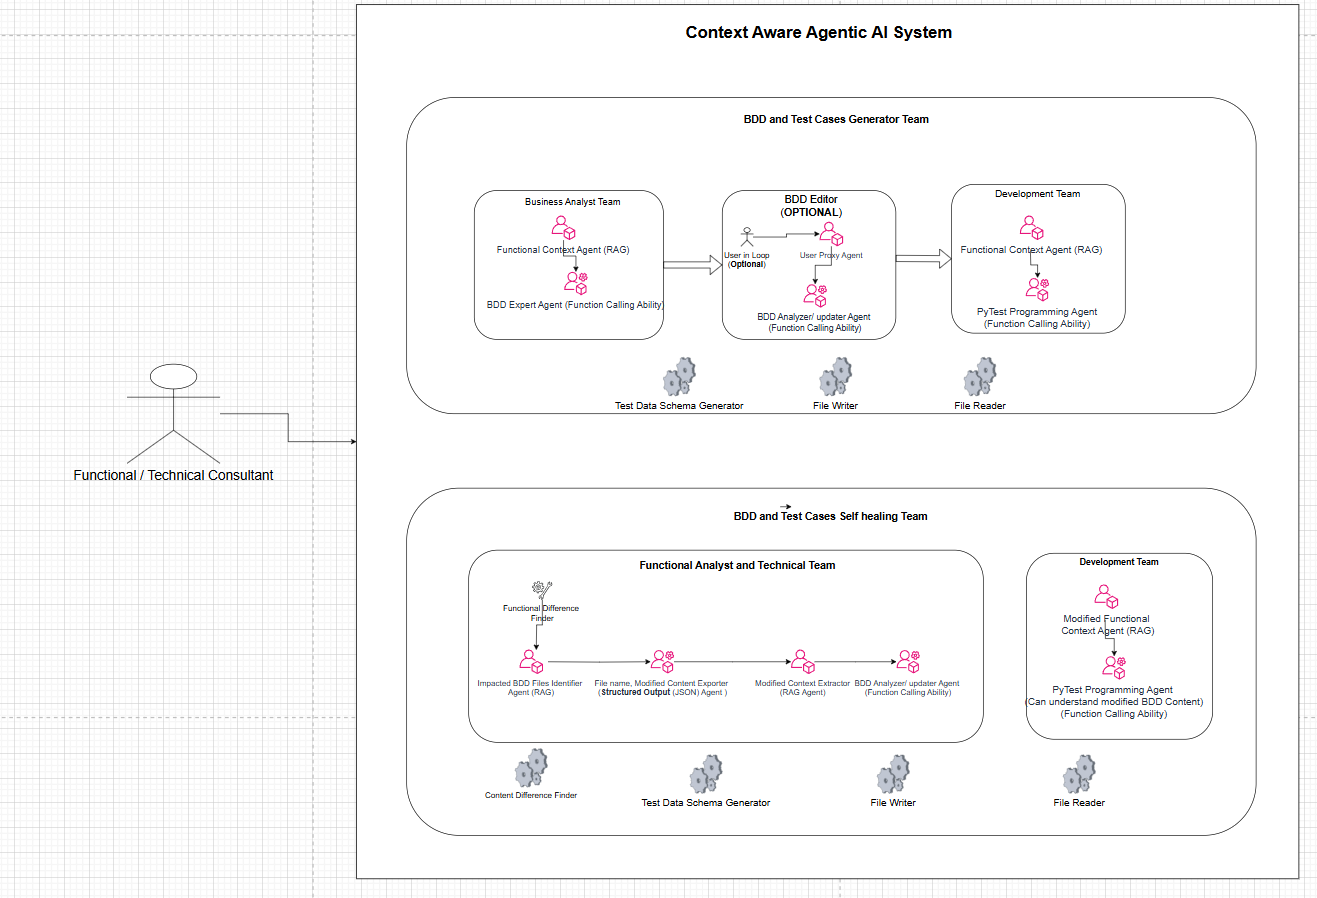 Context Aware Agentic AI System
BDD and Test Cases Generator Team
Business Analyst Team
Functional Context Agent (RAG)
BDD Expert Agent (Function Calling Ability)
BDD Editor
(OPTIONAL)
User in Loop
(Optional)
User Proxy Agent
BDD Analyzer/ updater Agent
(Function Calling Ability)
Development Team
Functional Context Agent (RAG)
PyTest Programming Agent
(Function Calling Ability)
Test Data Schema Generator
File Writer
File Reader
Functional / Technical Consultant
BDD and Test Cases Self healing Team
Functional Analyst and Technical Team
Functional Difference
Finder
Impacted BDD Files Identifier
Agent (RAG)
File name, Modified Content Exporter
(Structured Output (JSON) Agent )
Modified Context Extractor
(RAG Agent)
BDD Analyzer/ updater Agent
(Function Calling Ability)
Development Team
Modified Functional
Context Agent (RAG)
PyTest Programming Agent
(Can understand modified BDD Content)
(Function Calling Ability)
Content Difference Finder
Test Data Schema Generator
File Writer
File Reader